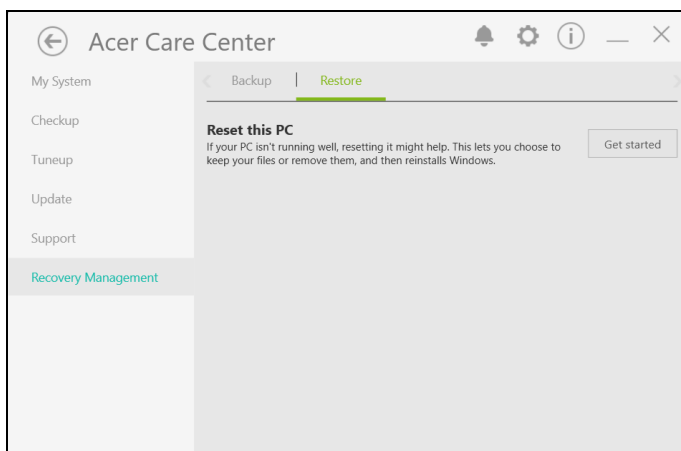 Acer Care Center
My System
Checkup
Tuneup
Update
Support
Recovery Management
Backup | Restore
Reset this PC
If your PC isn't running well, resetting it might help. This lets you choose to
keep your files or remove them, and then reinstalls Windows.
Get started